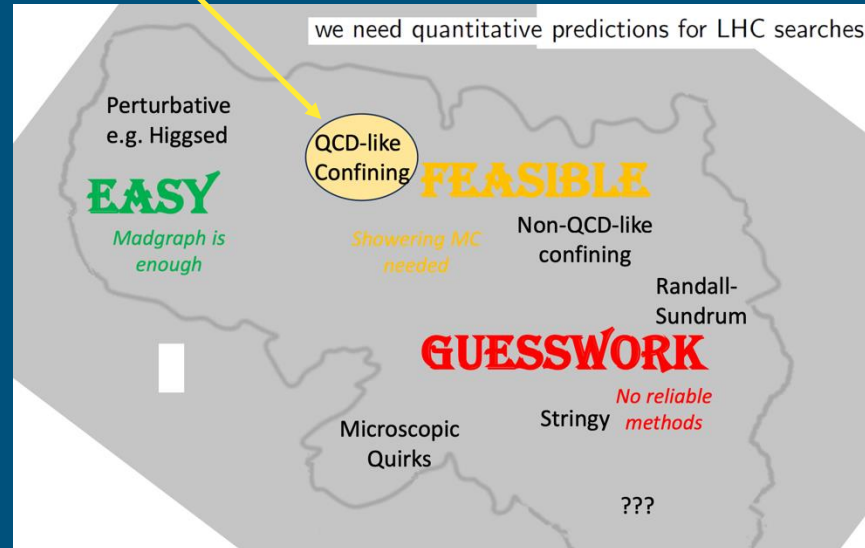 we need quantitative predictions for LHC searches
Perturbative
e.g. Higgsed
EASY
Madgraph is
enough
QCD-like
Confining
FEASIBLE
Showering MC
needed
Non-QCD-like
confining
Randall-
Sundrum
GUESSWORK
No reliable
methods
Stringy
Microscopic
Quirks
???